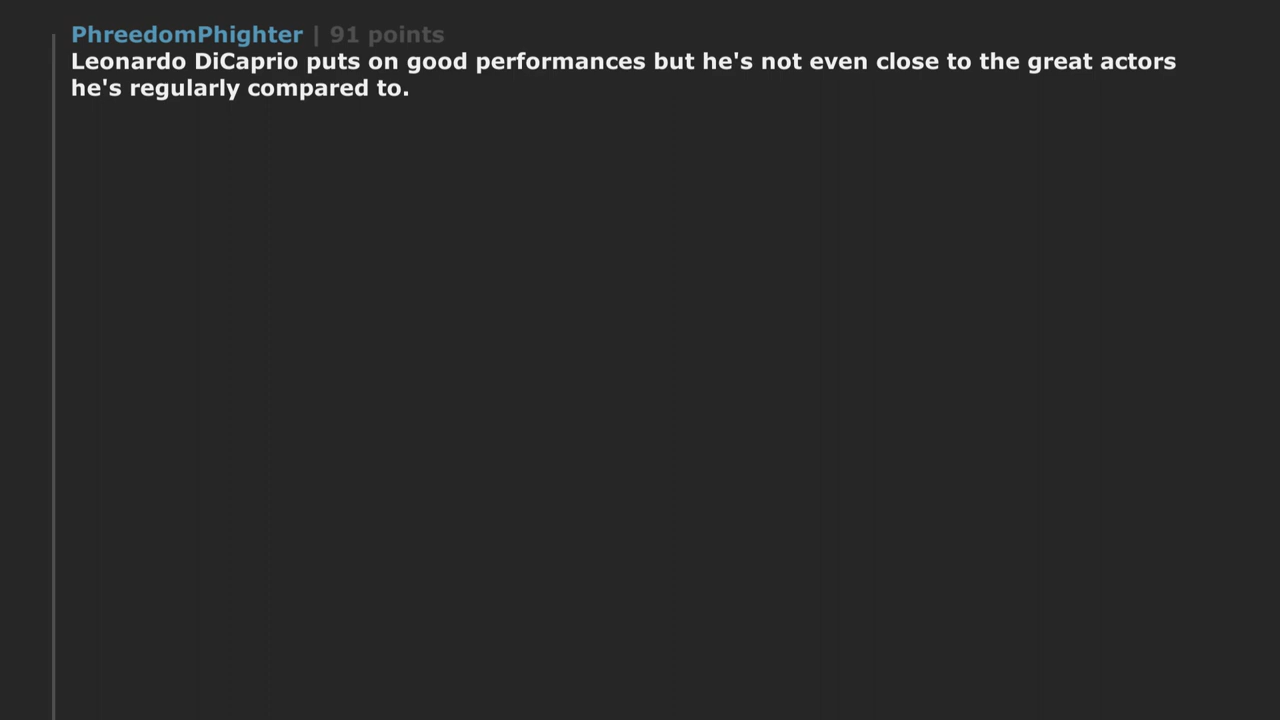 PhreedomPhighter | 91 points
Leonardo DiCaprio puts on good performances but he's not even close to the great actors
he's regularly compared to.